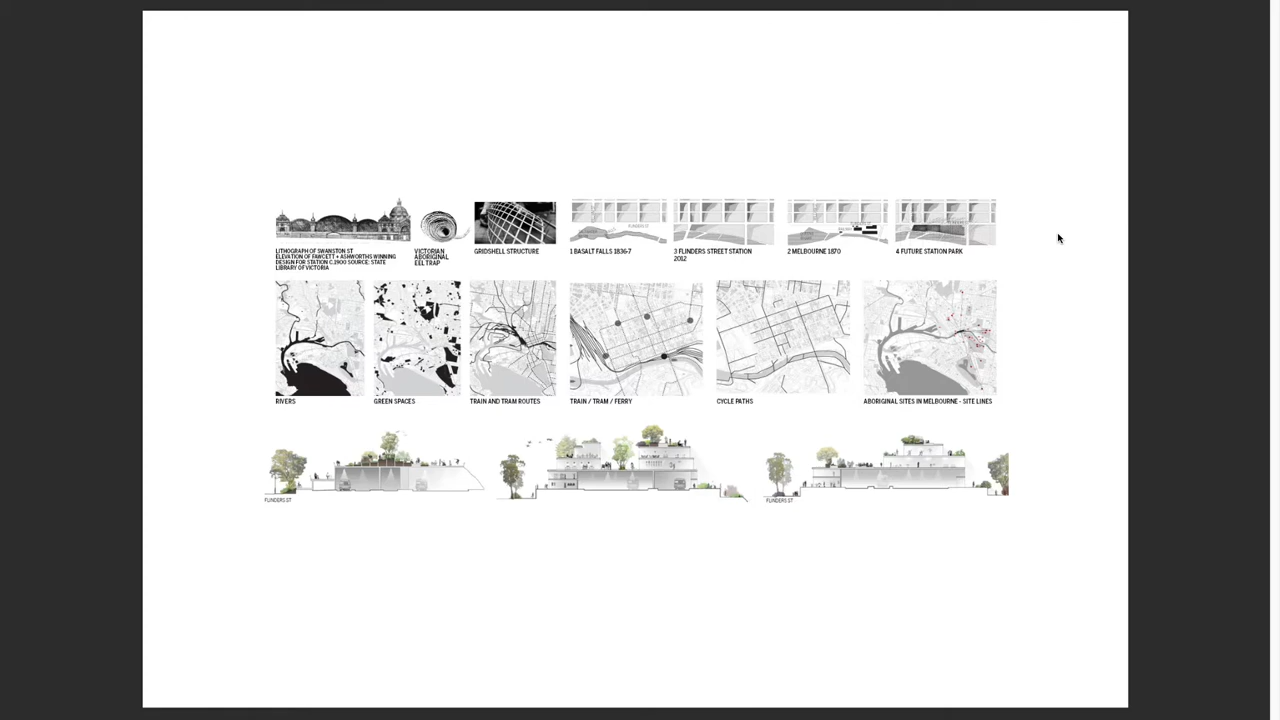 LITHOGRAPH OF SWANSTON ST
ELEVATION OF FAWCETT + ASHWORTHS WINNING
DESIGN FOR STATION C.1900 SOURCE: STATE
LIBRARY OF VICTORIA
VICTORIAN
ABORIGINAL
EEL TRAP
GRIDSHELL STRUCTURE
1 BASALT FALLS 1836-7
3 FLINDERS STREET STATION
2012
2 MELBOURNE 1870
4 FUTURE STATION PARK
RIVERS
GREEN SPACES
TRAIN AND TRAM ROUTES
TRAIN / TRAM / FERRY
CYCLE PATHS
ABORIGINAL SITES IN MELBOURNE - SITE LINES
FLINDERS ST
FLINDERS ST